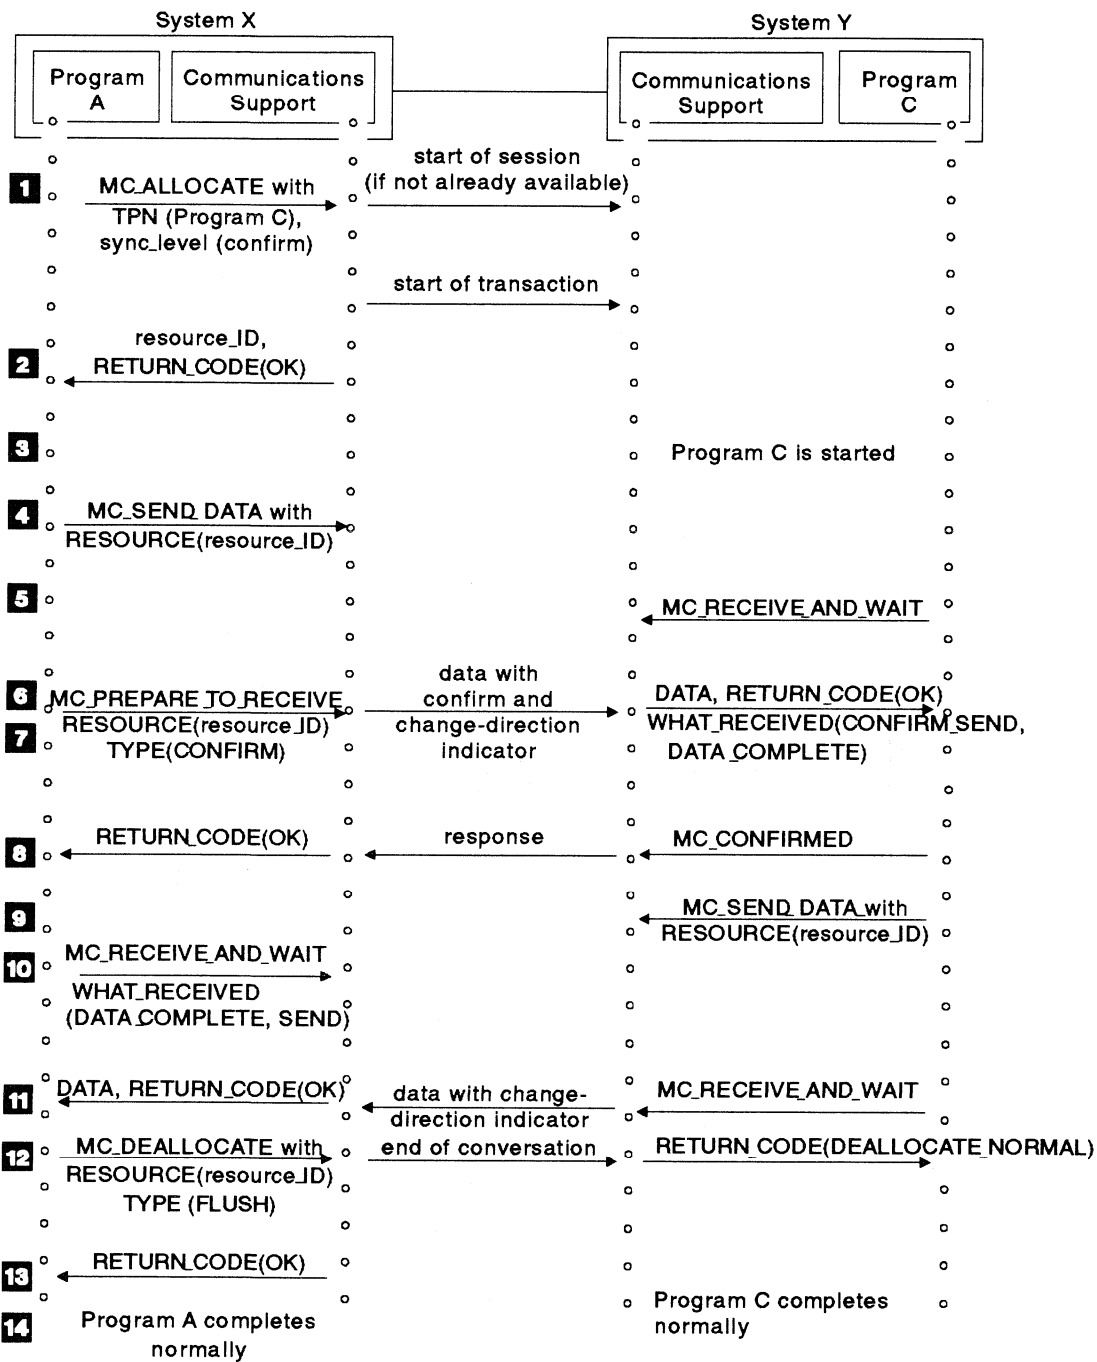 System X
System Y
Program
A
Communications
Support
Communications
Support
Program
C
1
MC_ALLOCATE with
TPN (Program C),
sync_level (confirm)
start of session
(if not already available)
start of transaction
2
resource_ID,
RETURN_CODE(OK)
3
Program C is started
4
MC_SEND_DATA with
RESOURCE(resource_ID)
5
MC_RECEIVE_AND_WAIT
6
7
MC_PREPARE_TO_RECEIVE
RESOURCE(resource_ID)
TYPE(CONFIRM)
data with
confirm and
change-direction
indicator
DATA, RETURN_CODE(OK)
WHAT_RECEIVED(CONFIRM_SEND,
DATA_COMPLETE)
8
RETURN_CODE(OK)
response
MC_CONFIRMED
9
MC_SEND_DATA_with
RESOURCE(resource_ID)
10
MC_RECEIVE_AND_WAIT
WHAT_RECEIVED
(DATA_COMPLETE, SEND)
11
DATA, RETURN_CODE(OK)
data with change-
direction indicator
MC_RECEIVE_AND_WAIT
12
MC_DEALLOCATE with
RESOURCE(resource_ID)
TYPE (FLUSH)
end of conversation
RETURN_CODE(DEALLOCATE_NORMAL)
13
RETURN_CODE(OK)
14
Program A completes
normally
Program C completes
normally